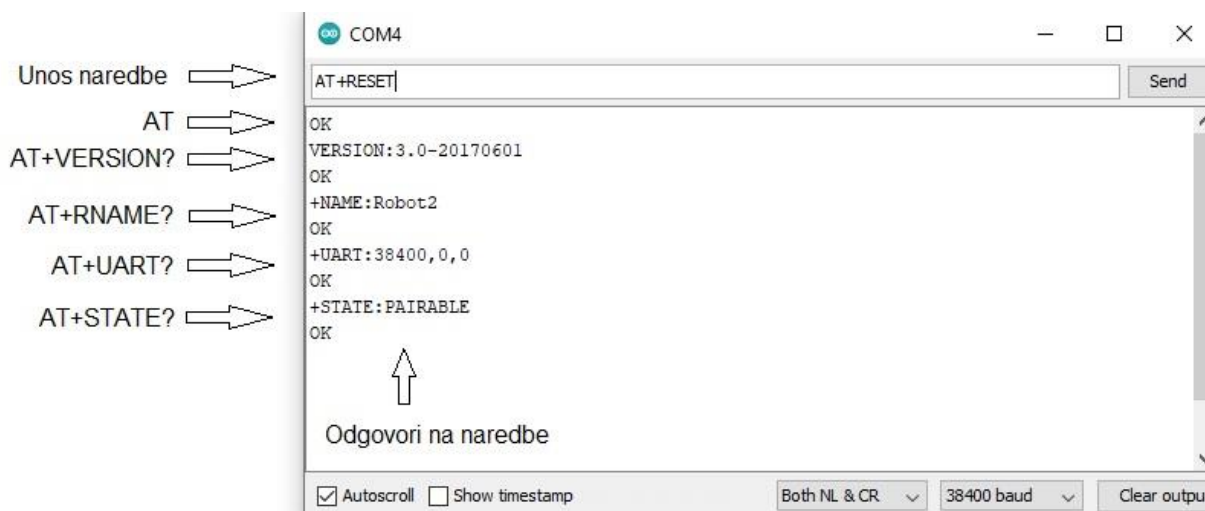 COM4
Unos naredbe
AT+RESET
Send
AT
OK
AT+VERSION?
VERSION:3.0-20170601
OK
AT+RNAME?
+NAME:Robot2
OK
AT+UART?
+UART:38400,0,0
OK
AT+STATE?
+STATE:PAIRABLE
OK
Odgovori na naredbe
Autoscroll Show timestamp Both NL & CR 38400 baud Clear outpu